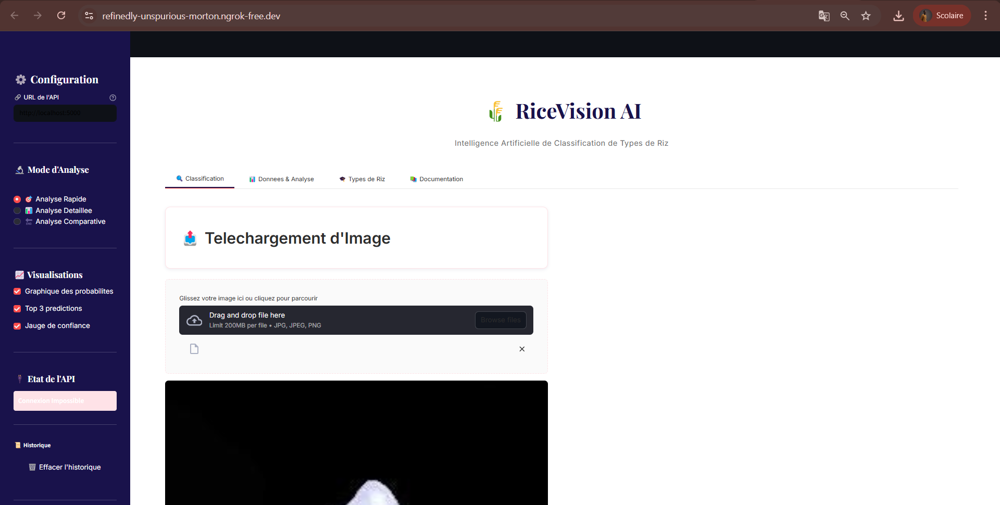 refinedly-unspurious-morton.ngrok-free.dev
Scolaire
Configuration
URL de l'API
http://localhost:5000
Mode d'Analyse
Analyse Rapide
Analyse Detaillee
Analyse Comparative
Visualisations
Graphique des probabilites
Top 3 predictions
Jauge de confiance
Etat de l'API
Connexion Impossible
Historique
Effacer l'historique
RiceVision AI
Intelligence Artificielle de Classification de Types de Riz
Classification
Donnees & Analyse
Types de Riz
Documentation
Telechargement d'Image
Glissez votre image ici ou cliquez pour parcourir
Drag and drop file here
Limit 200MB per file • JPG, JPEG, PNG
Browse files